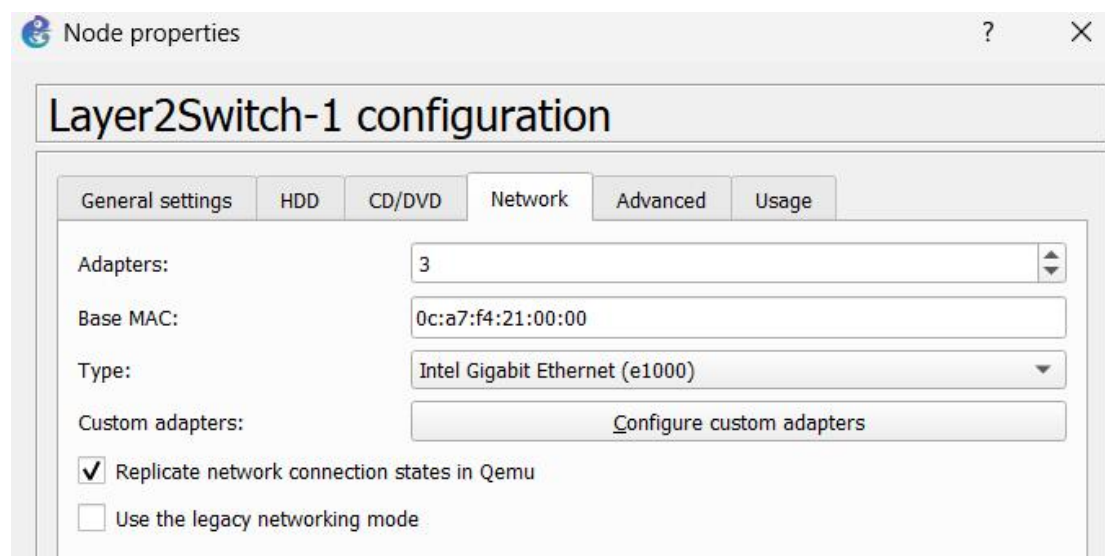 Node properties ?
Layer2Switch-1 configuration
General settings HDD CD/DVD Network Advanced Usage
Adapters: 3
Base MAC: 0c:a7:f4:21:00:00
Type: Intel Gigabit Ethernet (e1000)
Custom adapters: Configure custom adapters
Replicate network connection states in Qemu
Use the legacy networking mode